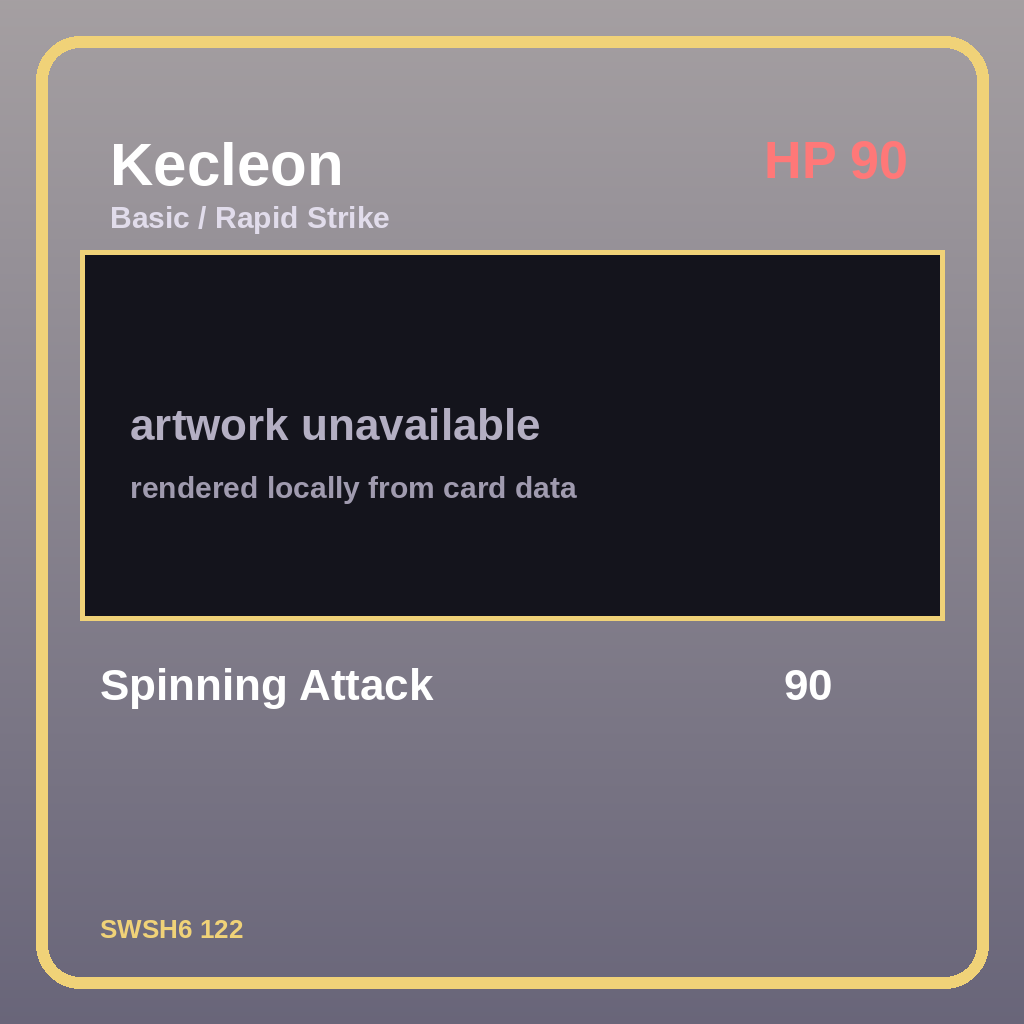 Kecleon
HP 90
Basic / Rapid Strike
artwork unavailable
rendered locally from card data
Spinning Attack 90
SWSH6 122